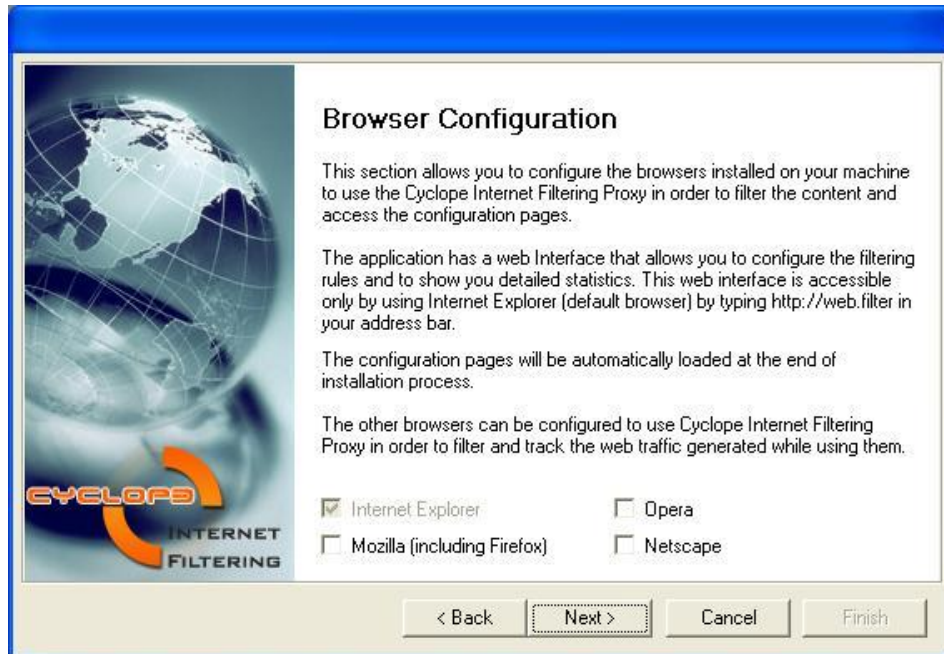 Browser Configuration
This section allows you to configure the browsers installed on your machine
to use the Cyclope Internet Filtering Proxy in order to filter the content and
access the configuration pages.
The application has a web Interface that allows you to configure the filtering
rules and to show you detailed statistics. This web interface is accessible
only by using Internet Explorer (default browser) by typing http://web.filter in
your address bar.
The configuration pages will be automatically loaded at the end of
installation process.
The other browsers can be configured to use Cyclope Internet Filtering
Proxy in order to filter and track the web traffic generated while using them.
Internet Explorer
Opera
Mozilla (including Firefox)
Netscape
CYCLOPE
INTERNET
FILTERING
< Back
Next >
Cancel
Finish